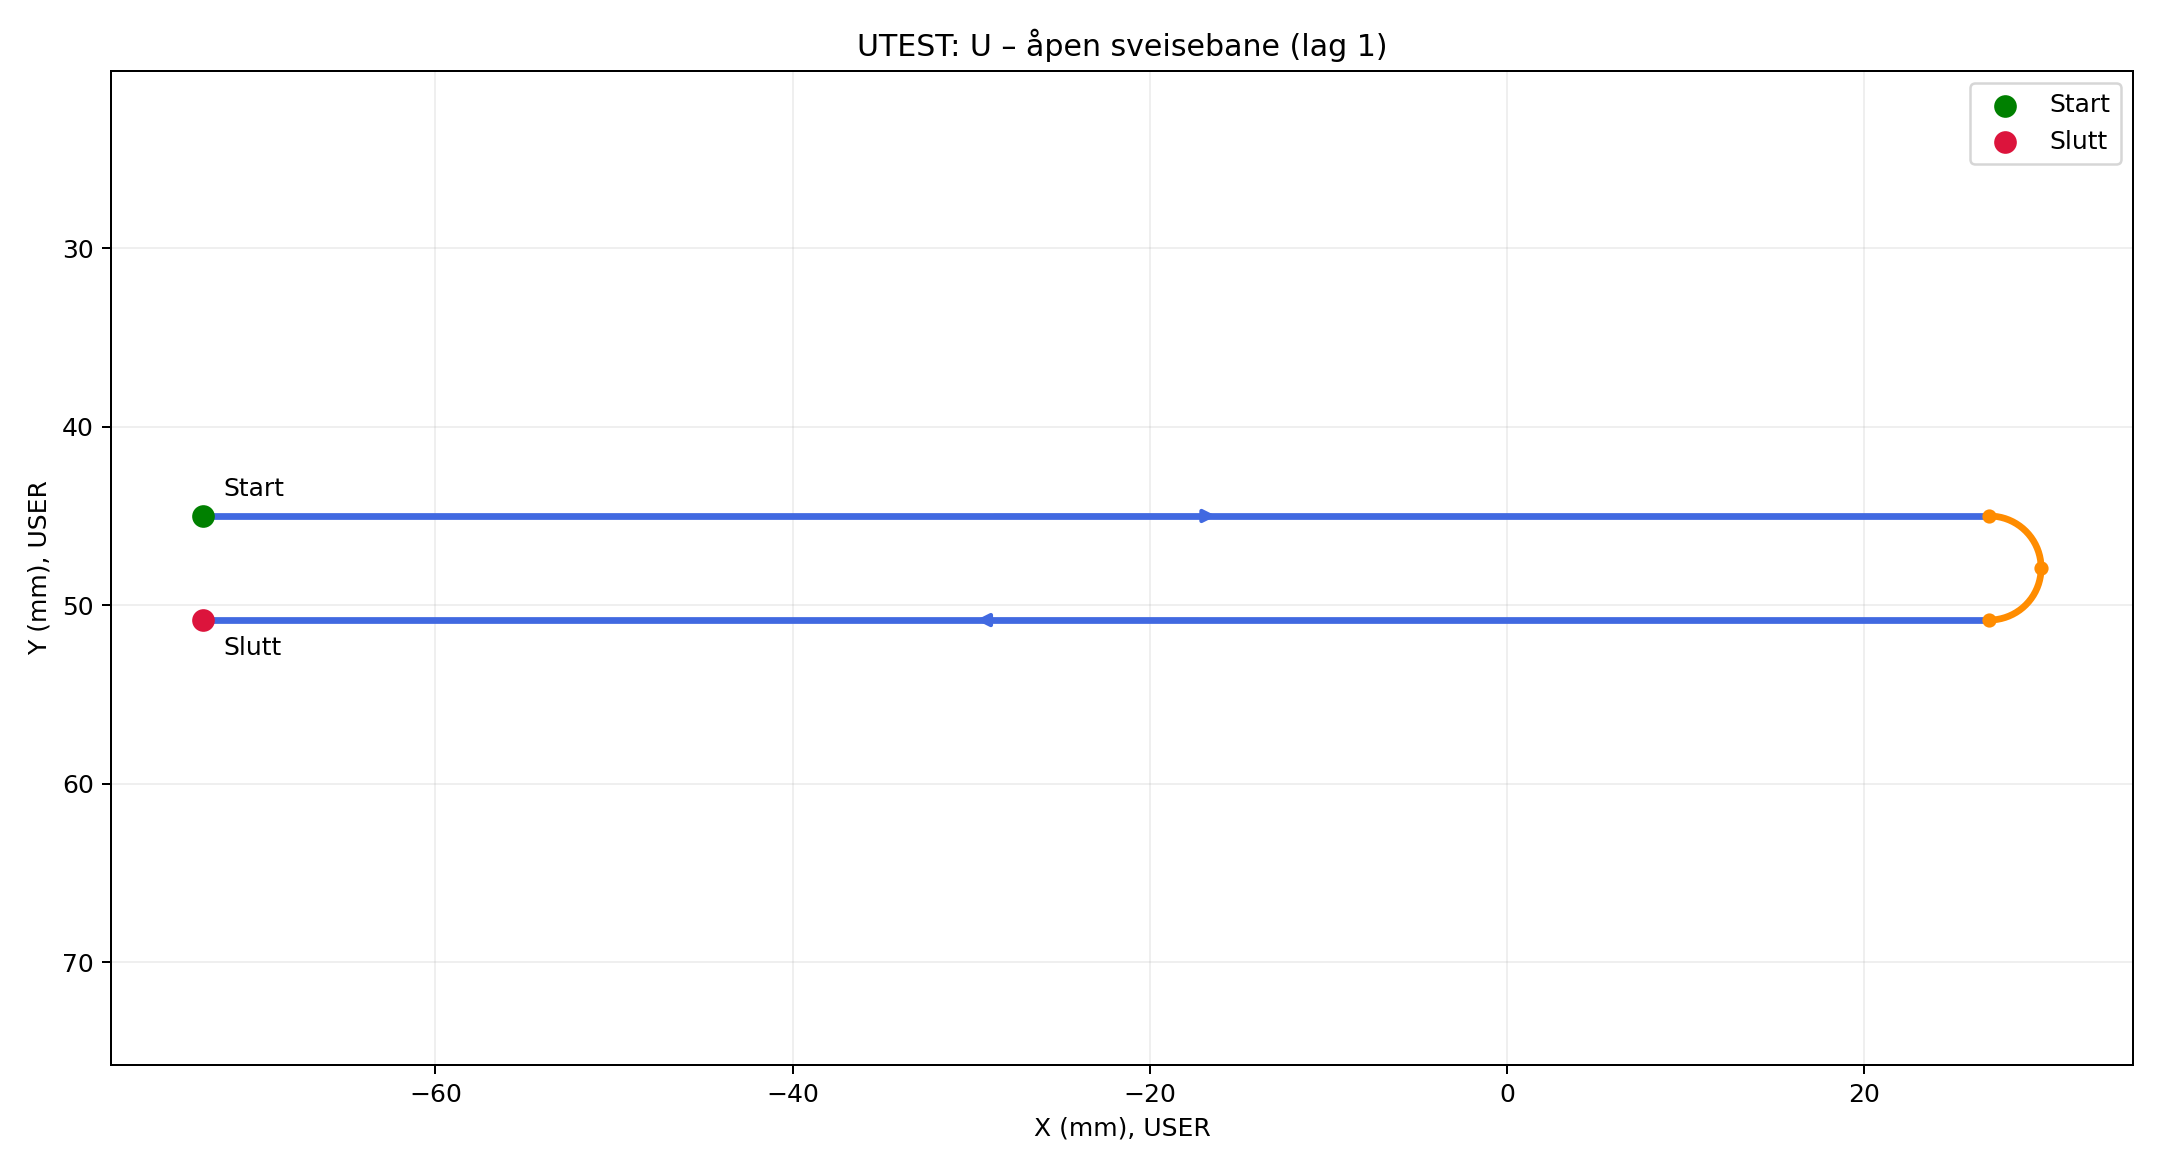 UTEST: U – åpen sveisebane (lag 1)
Start
Slutt
30
40
50
60
70
Y (mm), USER
Start
Slutt
−60
−40
−20
0
20
X (mm), USER